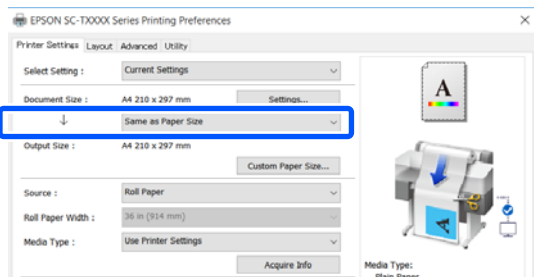 EPSON SC-TXXXX Series Printing Preferences
Printer Settings Layout Advanced Utility
Select Setting : Current Settings
Document Size : A4 210 x 297 mm Settings...
↓ Same as Paper Size
Output Size : A4 210 x 297 mm
Custom Paper Size...
Source : Roll Paper
Roll Paper Width : 36 in (914 mm)
Media Type : Use Printer Settings
Acquire Info
A
A
Media Type:
Plain Paper